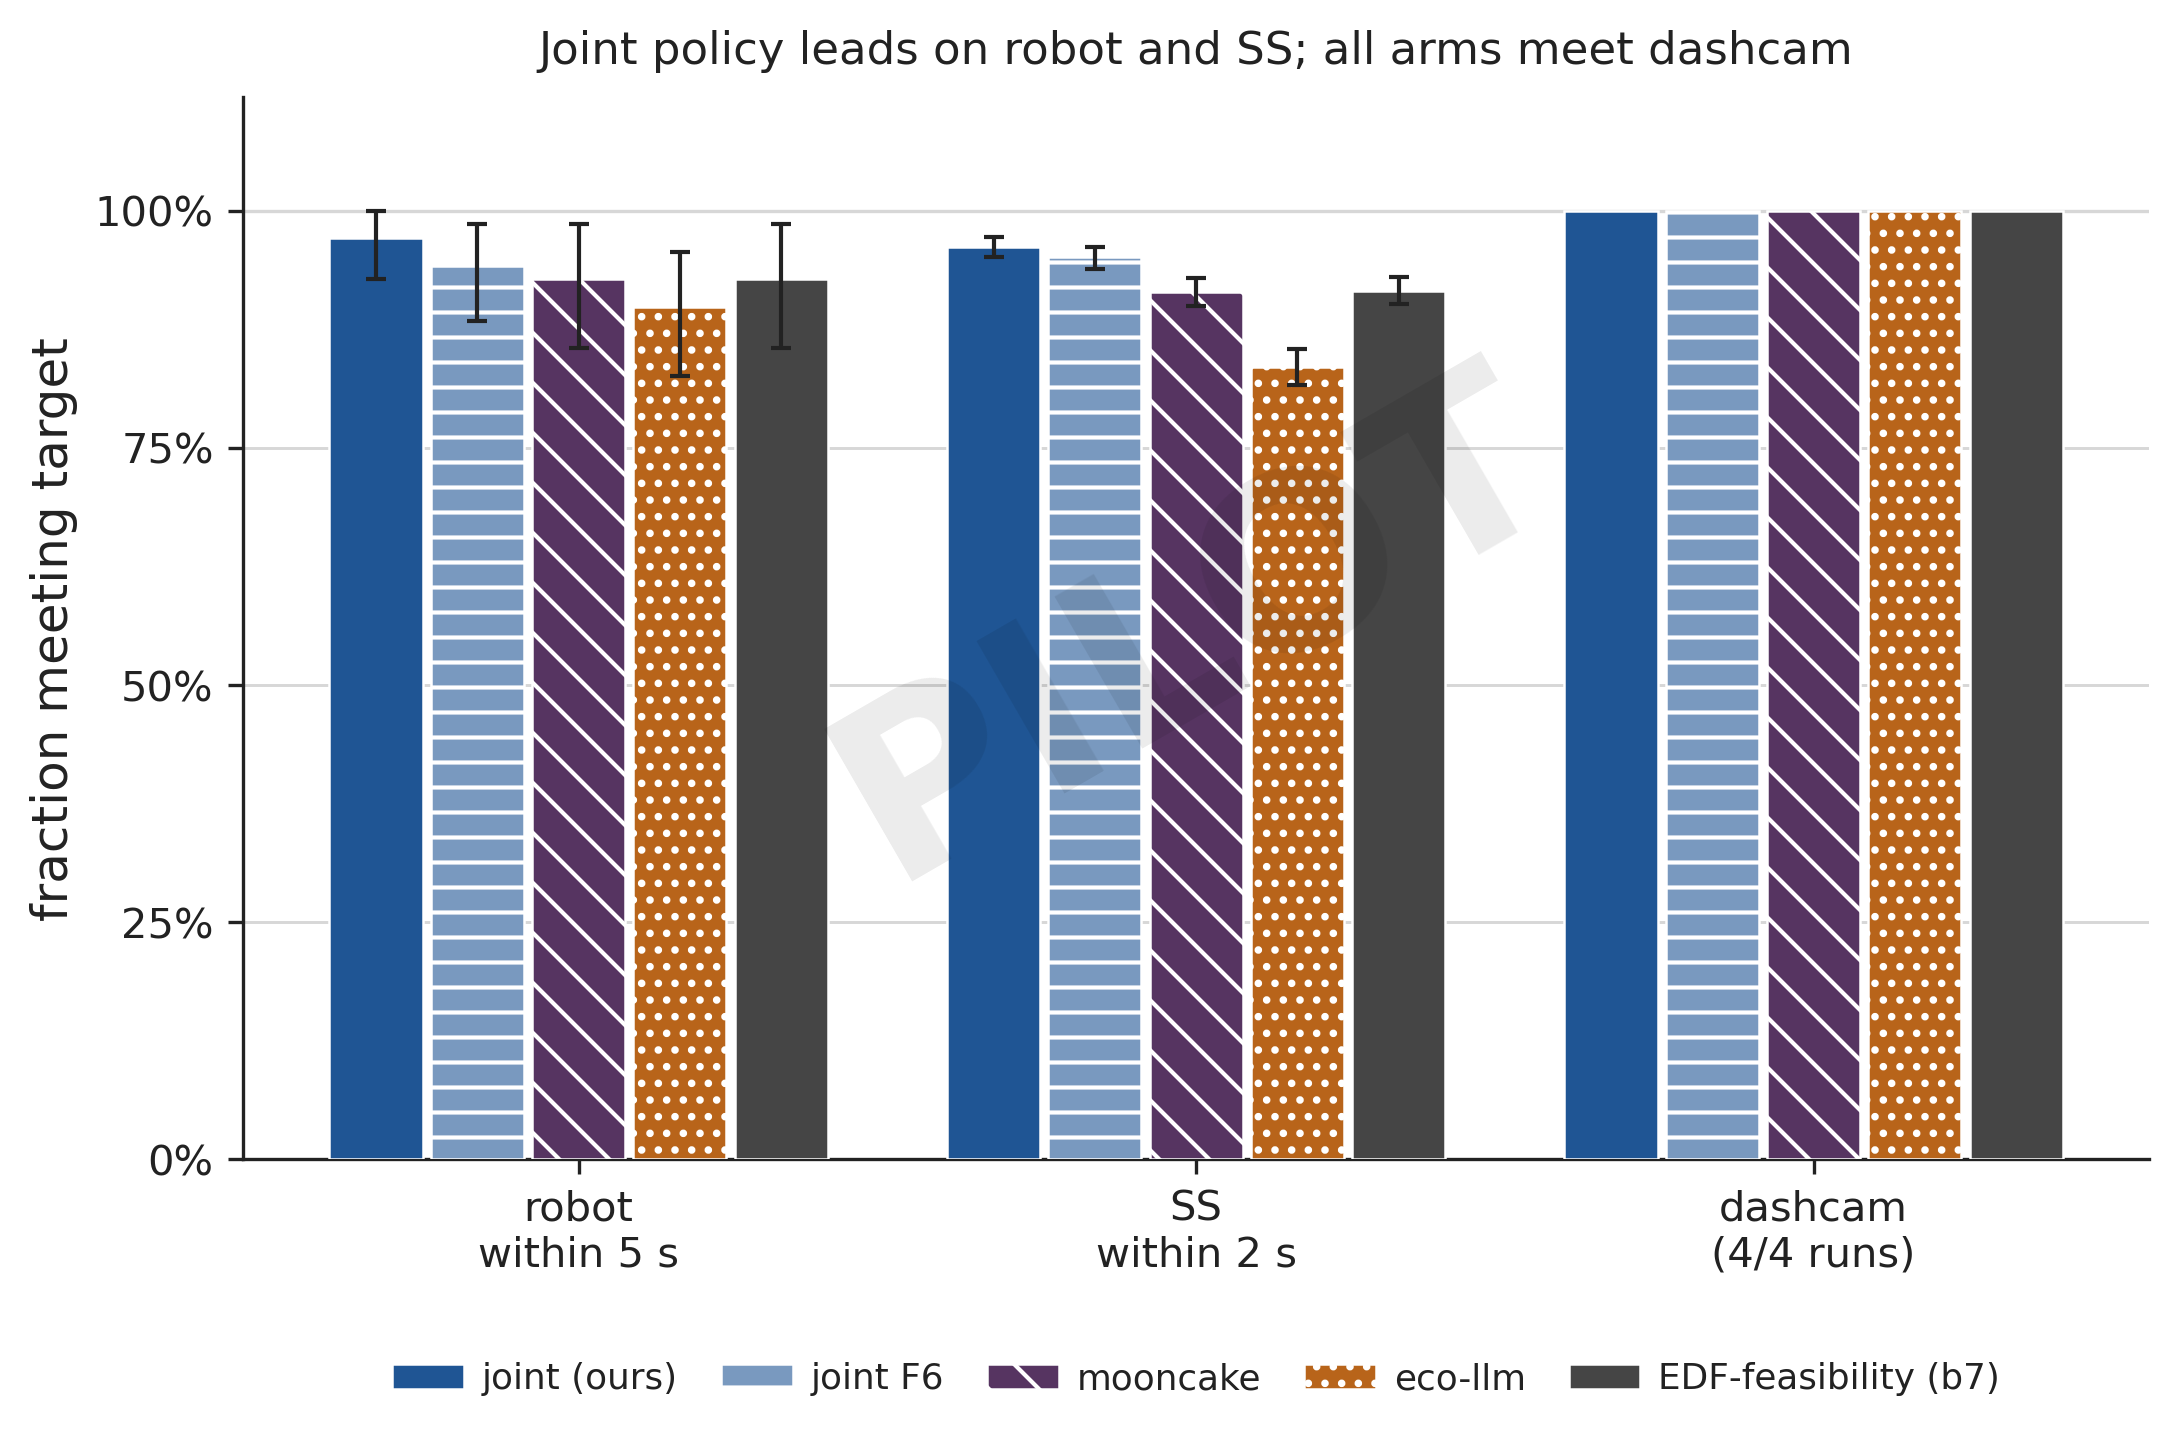 Joint policy leads on robot and SS; all arms meet dashcam
fraction meeting target
100%
75%
50%
25%
0%
PILOT
robot
within 5 s
SS
within 2 s
dashcam
(4/4 runs)
joint (ours)
joint F6
mooncake
eco-llm
EDF-feasibility (b7)